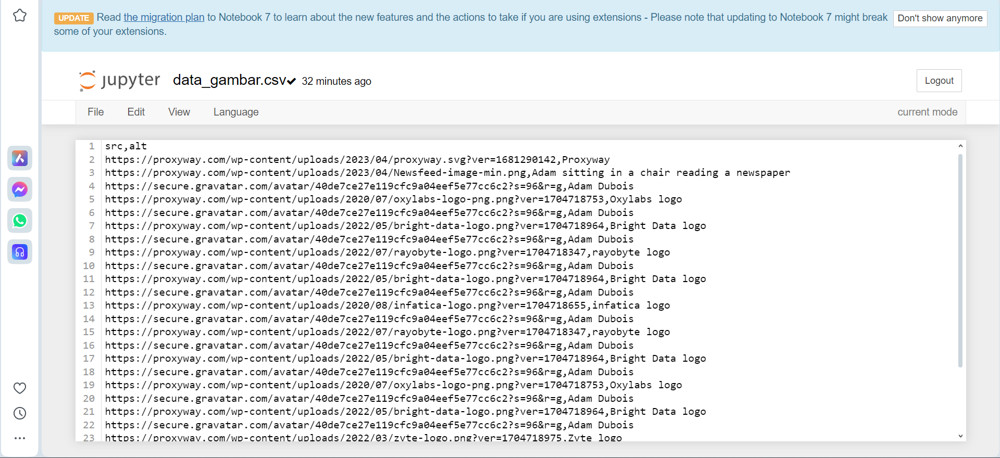 UPDATE Read the migration plan to Notebook 7 to learn about the new features and the actions to take if you are using extensions - Please note that updating to Notebook 7 might break
some of your extensions.
Don't show anymore
jupyter data_gambar.csv 32 minutes ago
Logout
File Edit View Language current mode
1 src,alt
2 https://proxyway.com/wp-content/uploads/2023/04/proxyway.svg?ver=1681290142,Proxyway
3 https://proxyway.com/wp-content/uploads/2023/04/Newsfeed-image-min.png,Adam sitting in a chair reading a newspaper
4 https://secure.gravatar.com/avatar/40de7ce27e119cfc9a04eef5e77cc6c2?s=96&r=g,Adam Dubois
5 https://proxyway.com/wp-content/uploads/2020/07/oxylabs-logo-png.png?ver=1704718753,Oxylabs logo
6 https://secure.gravatar.com/avatar/40de7ce27e119cfc9a04eef5e77cc6c2?s=96&r=g,Adam Dubois
7 https://proxyway.com/wp-content/uploads/2022/05/bright-data-logo.png?ver=1704718964,Bright Data logo
8 https://secure.gravatar.com/avatar/40de7ce27e119cfc9a04eef5e77cc6c2?s=96&r=g,Adam Dubois
9 https://proxyway.com/wp-content/uploads/2022/07/rayobyte-logo.png?ver=1704718347,rayobyte logo
10 https://secure.gravatar.com/avatar/40de7ce27e119cfc9a04eef5e77cc6c2?s=96&r=g,Adam Dubois
11 https://proxyway.com/wp-content/uploads/2022/05/bright-data-logo.png?ver=1704718964,Bright Data logo
12 https://secure.gravatar.com/avatar/40de7ce27e119cfc9a04eef5e77cc6c2?s=96&r=g,Adam Dubois
13 https://proxyway.com/wp-content/uploads/2020/08/infatica-logo.png?ver=1704718655,infatica logo
14 https://secure.gravatar.com/avatar/40de7ce27e119cfc9a04eef5e77cc6c2?s=96&r=g,Adam Dubois
15 https://proxyway.com/wp-content/uploads/2022/07/rayobyte-logo.png?ver=1704718347,rayobyte logo
16 https://secure.gravatar.com/avatar/40de7ce27e119cfc9a04eef5e77cc6c2?s=96&r=g,Adam Dubois
17 https://proxyway.com/wp-content/uploads/2022/05/bright-data-logo.png?ver=1704718964,Bright Data logo
18 https://secure.gravatar.com/avatar/40de7ce27e119cfc9a04eef5e77cc6c2?s=96&r=g,Adam Dubois
19 https://proxyway.com/wp-content/uploads/2020/07/oxylabs-logo-png.png?ver=1704718753,Oxylabs logo
20 https://secure.gravatar.com/avatar/40de7ce27e119cfc9a04eef5e77cc6c2?s=96&r=g,Adam Dubois
21 https://proxyway.com/wp-content/uploads/2022/05/bright-data-logo.png?ver=1704718964,Bright Data logo
22 https://secure.gravatar.com/avatar/40de7ce27e119cfc9a04eef5e77cc6c2?s=96&r=g,Adam Dubois
23 https://proxyway.com/wp-content/uploads/2022/03/zyte-logo.png?ver=1704718975,Zyte logo